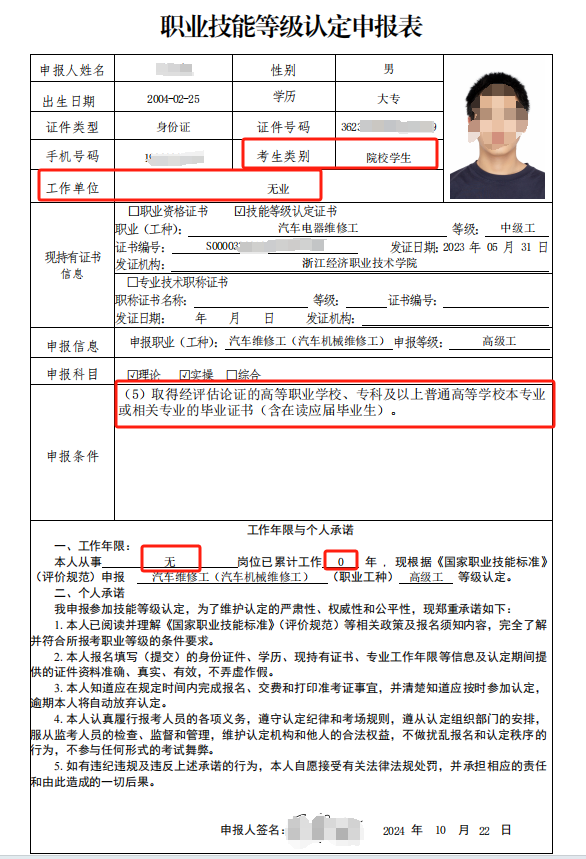 职业技能等级认定申报表
申报人姓名 性别 男
出生日期 2004-02-25 学历 大专
证件类型 身份证 证件号码 3623 9
手机号码 1 考生类别 院校学生
工作单位 无业
现持有证书信息
☐职业资格证书 ☑技能等级认定证书
职业（工种）： 汽车电器维修工 等级： 中级工
证书编号： S00003 发证日期：2023 年 05 月 31 日
发证机构： 浙江经济职业技术学院
☐专业技术职称证书
职称证书名称： 等级： 证书编号：
发证日期： 年 月 日 发证机构：
申报信息 申报职业（工种）： 汽车维修工（汽车机械维修工） 申报等级： 高级工
申报科目 ☑理论 ☑实操 ☐综合
申报条件
（5）取得经评估论证的高等职业学校、专科及以上普通高等学校本专业
或相关专业的毕业证书（含在读应届毕业生）。
工作年限与个人承诺
一、工作年限：
本人从事 无 岗位已累计工作 0 年 ，现根据《国家职业技能标准》
（评价规范）申报 汽车维修工（汽车机械维修工） （职业工种） 高级工 等级认定。
二、个人承诺
我申报参加技能等级认定，为了维护认定的严肃性、权威性和公平性，现郑重承诺如下：
1. 本人已阅读并理解《国家职业技能标准》（评价规范）等相关政策及报名须知内容，完全了解
并符合所报考职业等级的条件要求。
2. 本人报名填写（提交）的身份证件、学历、现持有证书、专业工作年限等信息及认定期间提
供的证件资料准确、真实、有效，不弄虚作假。
3. 本人知道应在规定时间内完成报名、交费和打印准考证事宜，并清楚知道应按时参加认定，
逾期本人将自动放弃认定。
4. 本人认真履行报考人员的各项义务，遵守认定纪律和考场规则，遵从认定组织部门的安排，
服从监考人员的检查、监督和管理，维护认定机构和他人的合法权益，不做扰乱报名和认定秩序的
行为，不参与任何形式的考试舞弊。
5. 如有违纪违规及违反上述承诺的行为，本人自愿接受有关法律法规处罚，并承担相应的责任
和由此造成的一切后果。
申报人签名： 2024 年 10 月 22 日